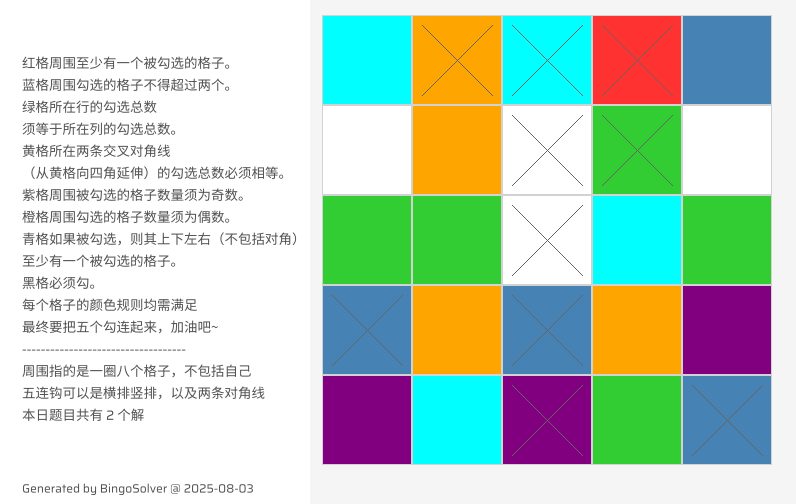 红格周围至少有一个被勾选的格子。
蓝格周围勾选的格子不得超过两个。
绿格所在行的勾选总数
须等于所在列的勾选总数。
黄格所在两条交叉对角线
（从黄格向四角延伸）的勾选总数必须相等。
紫格周围被勾选的格子数量须为奇数。
橙格周围勾选的格子数量须为偶数。
青格如果被勾选，则其上下左右（不包括对角）
至少有一个被勾选的格子。
黑格必须勾。
每个格子的颜色规则均需满足
最终要把五个勾连起来，加油吧~
-----------------------------------
周围指的是一圈八个格子，不包括自己
五连钩可以是横排竖排，以及两条对角线
本日题目共有 2 个解
Generated by BingoSolver @ 2025-08-03